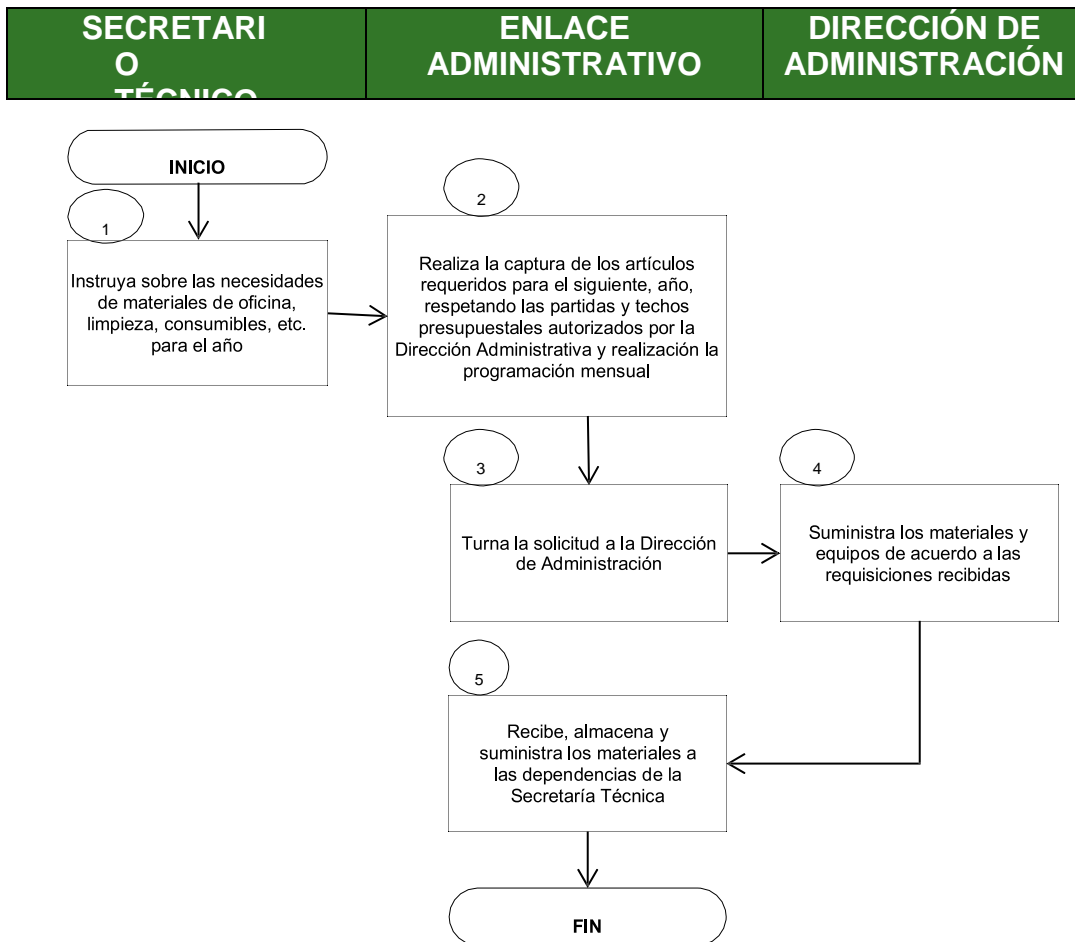 SECRETARI
O
TÉCNICO
ENLACE
ADMINISTRATIVO
DIRECCIÓN DE
ADMINISTRACIÓN
INICIO
1
Instruya sobre las necesidades
de materiales de oficina,
limpieza, consumibles, etc.
para el año
2
Realiza la captura de los artículos
requeridos para el siguiente, año,
respetando las partidas y techos
presupuestales autorizados por la
Dirección Administrativa y realización la
programación mensual
3
Turna la solicitud a la Dirección
de Administración
4
Suministra los materiales y
equipos de acuerdo a las
requisiciones recibidas
5
Recibe, almacena y
suministra los materiales a
las dependencias de la
Secretaría Técnica
FIN